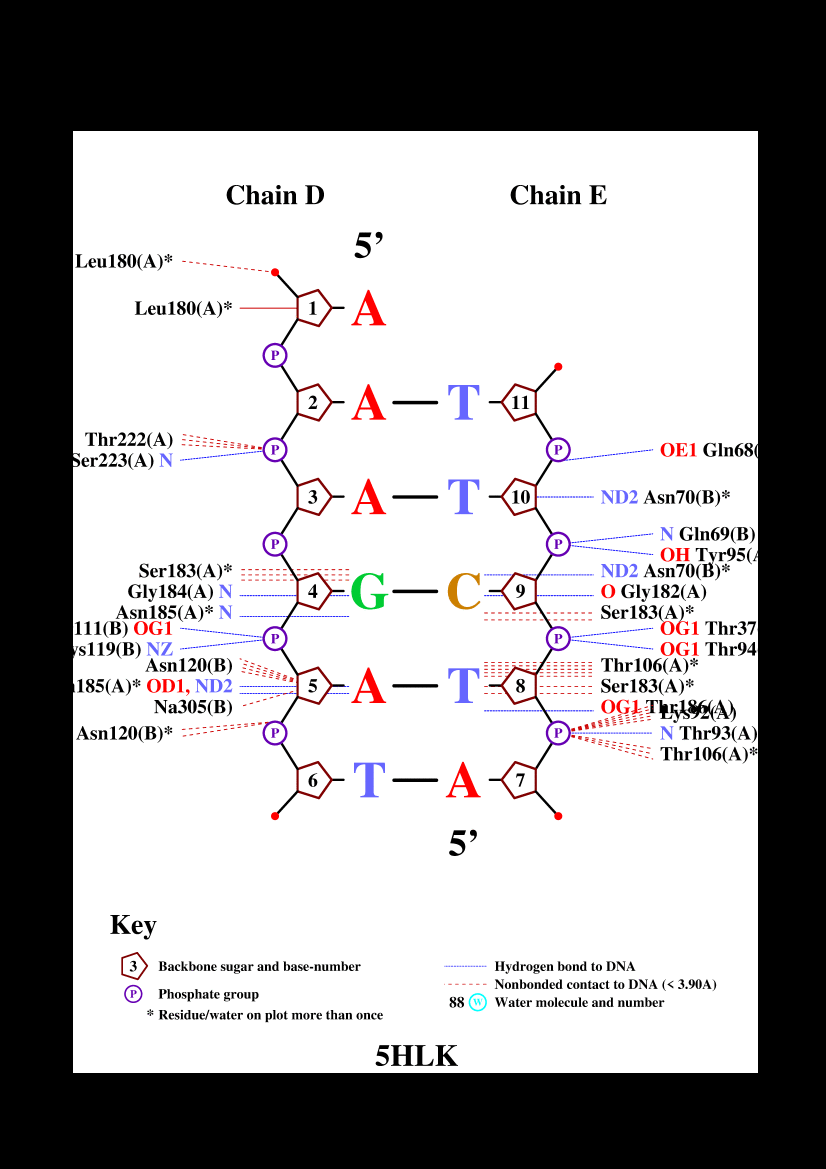 Chain D Chain E
5’
Leu180(A)*
Leu180(A)* 1 A
P
2 A T 11
Thr222(A)
P P OE1 Gln68(
Ser223(A) N
3 A T 10 ND2 Asn70(B)*
N Gln69(B)
P P
OH Tyr95(A
Ser183(A)* ND2 Asn70(B)*
Gly184(A) N 4 G C 9 O Gly182(A)
Asn185(A)* N Ser183(A)*
111(B) OG1 OG1 Thr37
P P
ys119(B) NZ OG1 Thr94
Asn120(B) Thr106(A)*
185(A)* OD1, ND2 5 A T 8 Ser183(A)*
Na305(B) OG1 Thr186(A)
Lys92(A)
Asn120(B)* P P N Thr93(A)
Thr106(A)*
6 T A 7
5’
Key
3 Backbone sugar and base-number
P Phosphate group
* Residue/water on plot more than once
Hydrogen bond to DNA
Nonbonded contact to DNA (< 3.90A)
88 W Water molecule and number
5HLK